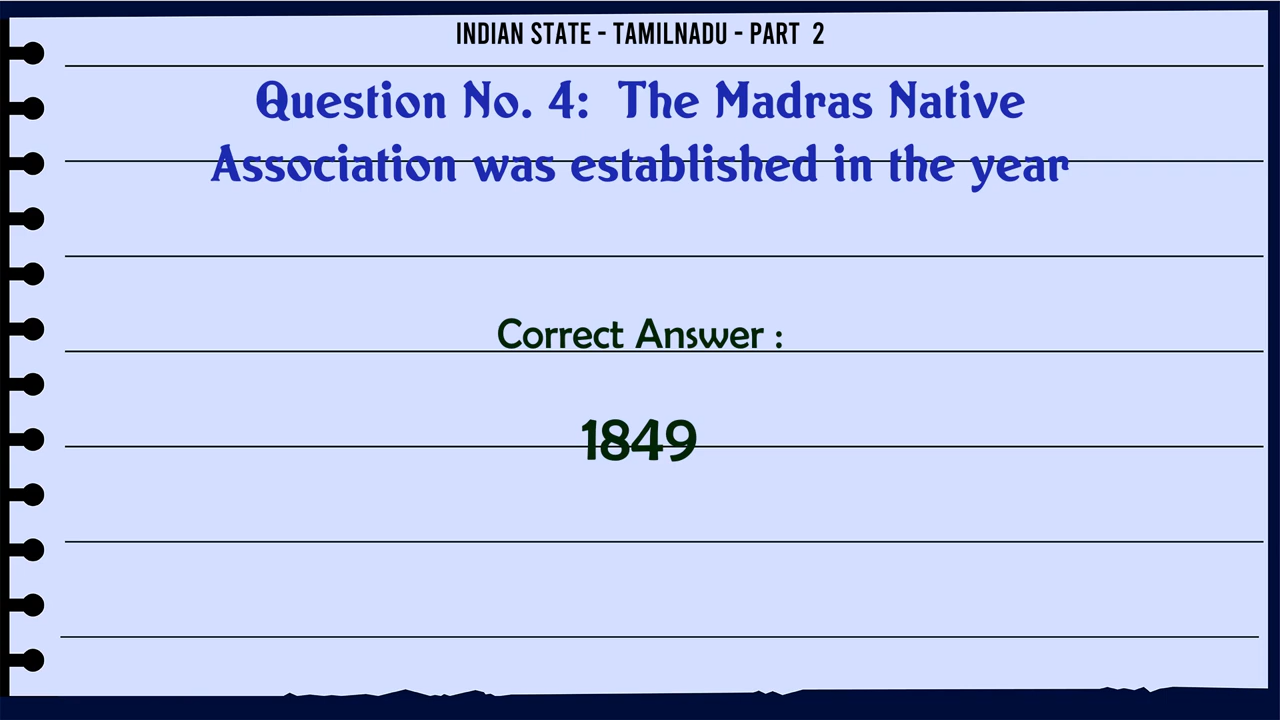 INDIAN STATE - TAMILNADU - PART 2
Question No. 4: The Madras Native
Association was established in the year
Correct Answer :
1849